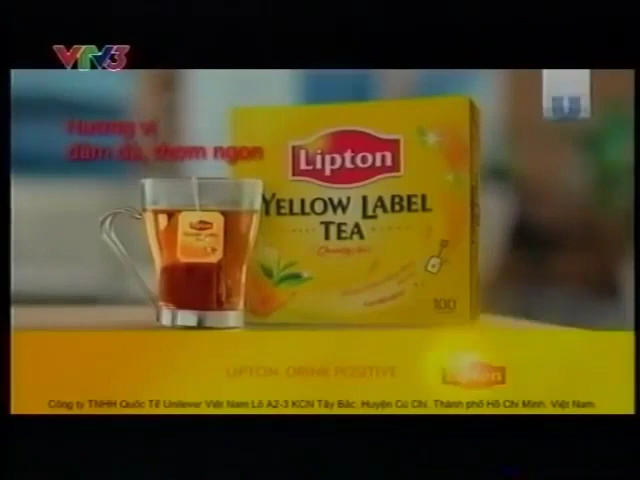 VTV3
Hương vị
đậm đà, thơm ngon
Lipton
YELLOW LABEL
TEA
100
LIPTON. DRINK POSITIVE
Lipton
Công ty TNHH Quốc Tế Unilever Việt Nam Lô A2-3 KCN Tây Bắc, Huyện Củ Chi, Thành phố Hồ Chí Minh, Việt Nam